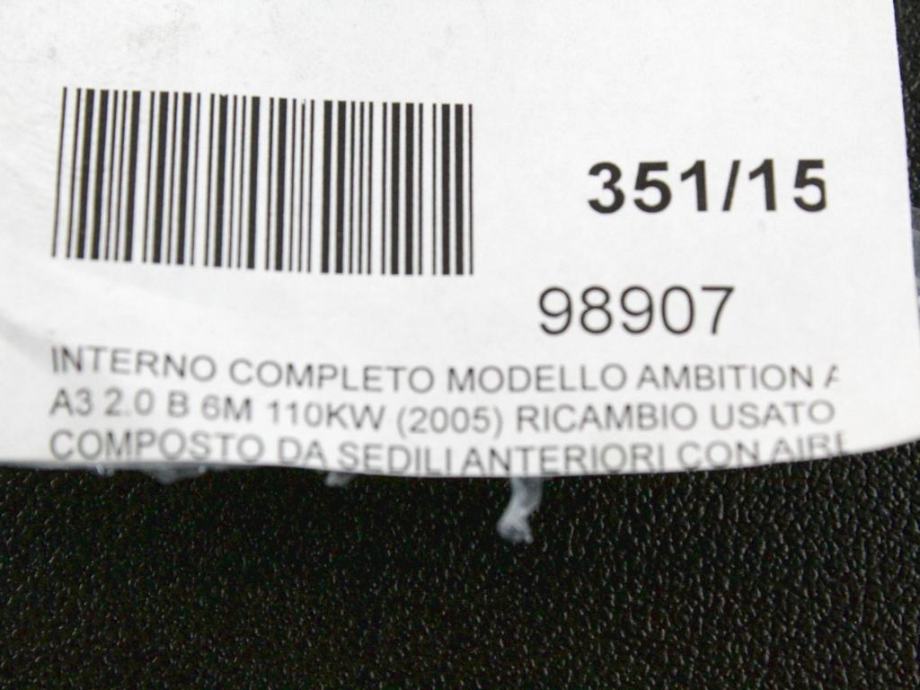 351/15
98907
INTERNO COMPLETO MODELLO AMBITION
A3 2.0 B 6M 110KW (2005) RICAMBIO USATO
COMPOSTO DA SEDILI ANTERIORI CON